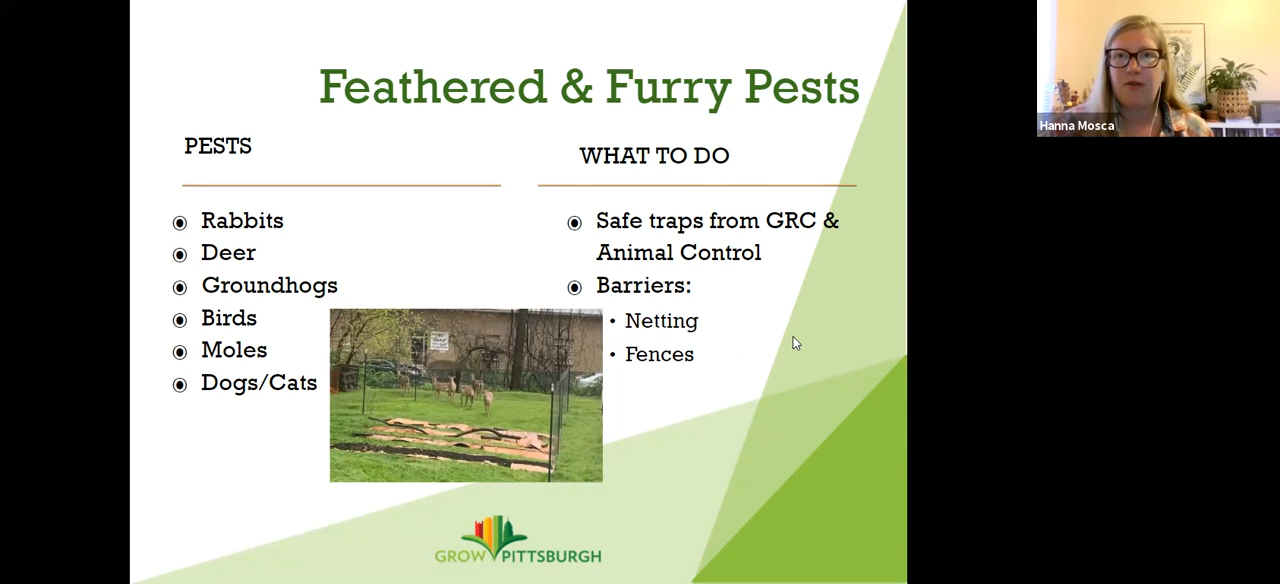 Feathered & Furry Pests
PESTS
Rabbits
Deer
Groundhogs
Birds
Moles
Dogs/Cats
WHAT TO DO
Safe traps from GRC &
Animal Control
Barriers:
Netting
Fences
GROW PITTSBURGH
Hanna Mosca